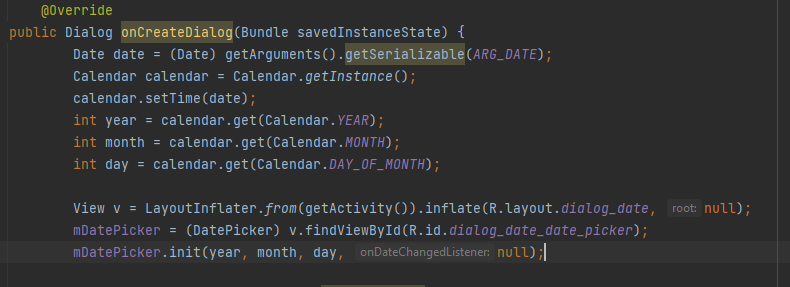 @Override
public Dialog onCreateDialog(Bundle savedInstanceState) {
Date date = (Date) getArguments().getSerializable(ARG_DATE);
Calendar calendar = Calendar.getInstance();
calendar.setTime(date);
int year = calendar.get(Calendar.YEAR);
int month = calendar.get(Calendar.MONTH);
int day = calendar.get(Calendar.DAY_OF_MONTH);
View v = LayoutInflater.from(getActivity()).inflate(R.layout.dialog_date, root: null);
mDatePicker = (DatePicker) v.findViewById(R.id.dialog_date_date_picker);
mDatePicker.init(year, month, day, onDateChangedListener: null);